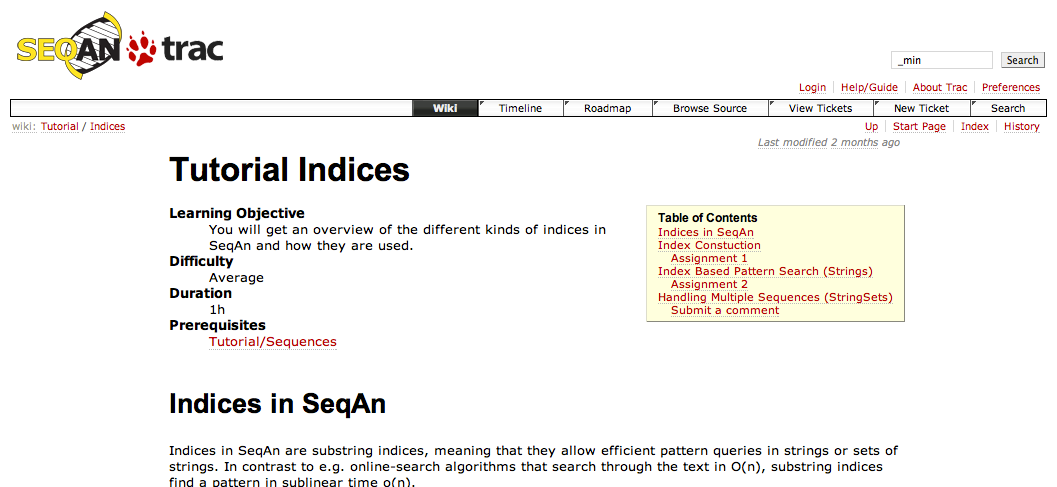 SEQAN trac
_min Search
Login Help/Guide About Trac Preferences
Wiki Timeline Roadmap Browse Source View Tickets New Ticket Search
wiki: Tutorial / Indices Up Start Page Index History
Last modified 2 months ago
Tutorial Indices
Learning Objective
You will get an overview of the different kinds of indices in
SeqAn and how they are used.
Difficulty
Average
Duration
1h
Prerequisites
Tutorial/Sequences
Table of Contents
Indices in SeqAn
Index Constuction
Assignment 1
Index Based Pattern Search (Strings)
Assignment 2
Handling Multiple Sequences (StringSets)
Submit a comment
Indices in SeqAn
Indices in SeqAn are substring indices, meaning that they allow efficient pattern queries in strings or sets of
strings. In contrast to e.g. online-search algorithms that search through the text in O(n), substring indices
find a pattern in sublinear time o(n).